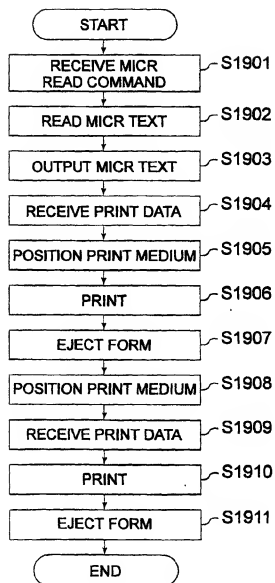 START
RECEIVE MICR
READ COMMAND
S1901
READ MICR TEXT
S1902
OUTPUT MICR TEXT
S1903
RECEIVE PRINT DATA
S1904
POSITION PRINT MEDIUM
S1905
PRINT
S1906
EJECT FORM
S1907
POSITION PRINT MEDIUM
S1908
RECEIVE PRINT DATA
S1909
PRINT
S1910
EJECT FORM
S1911
END